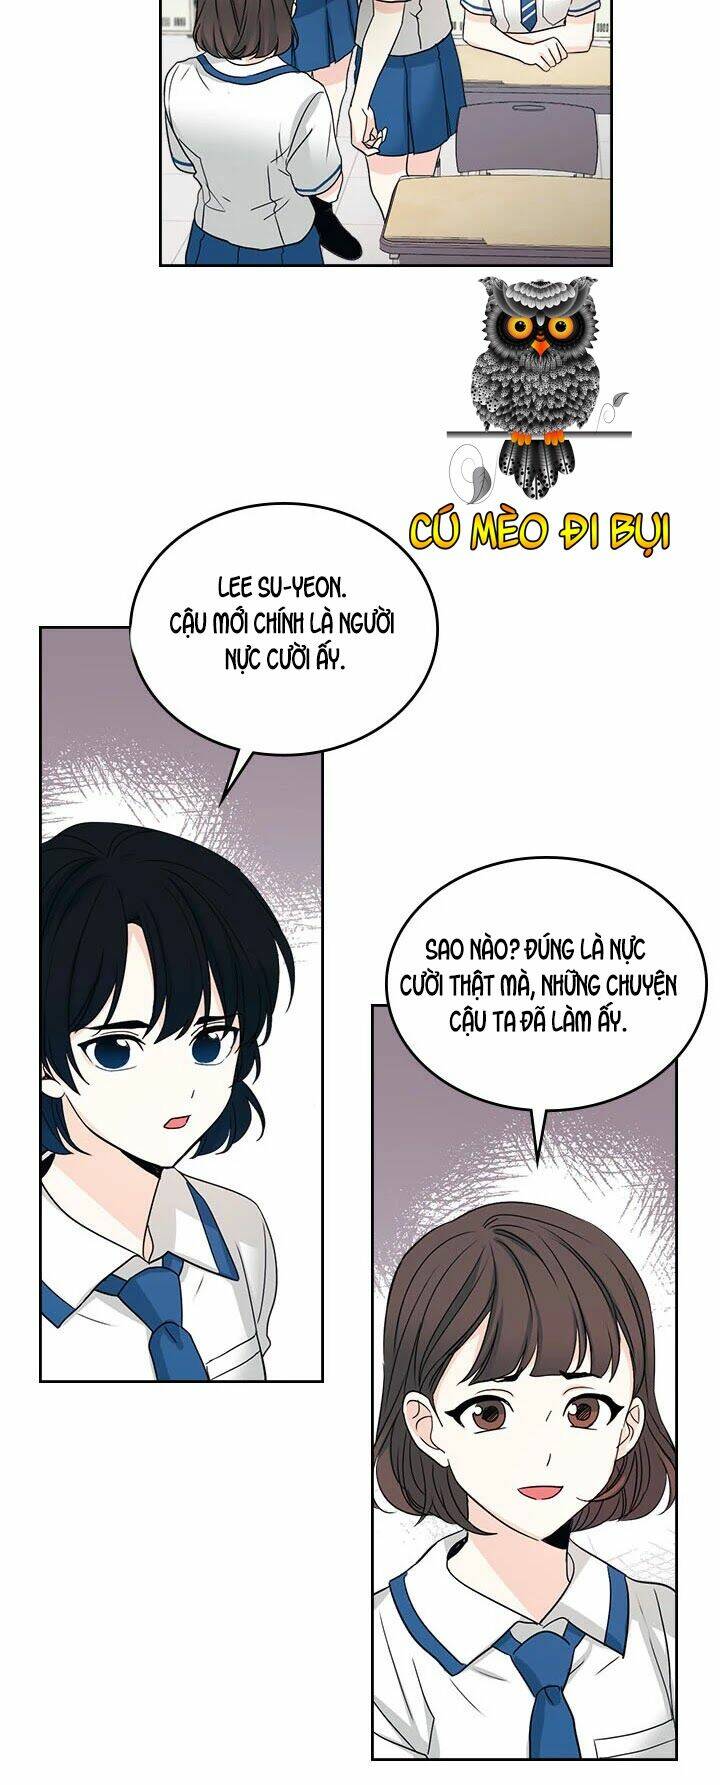 CÚ MÈO ĐI BỤI
LEE SU-YEON.
CẬU MỚI CHÍNH LÀ NGƯỜI
NỰC CƯỜI ẤY.
SAO NÀO? ĐÚNG LÀ NỰC
CƯỜI THẬT MÀ, NHỮNG CHUYỆN
CẬU TA ĐÃ LÀM ẤY.